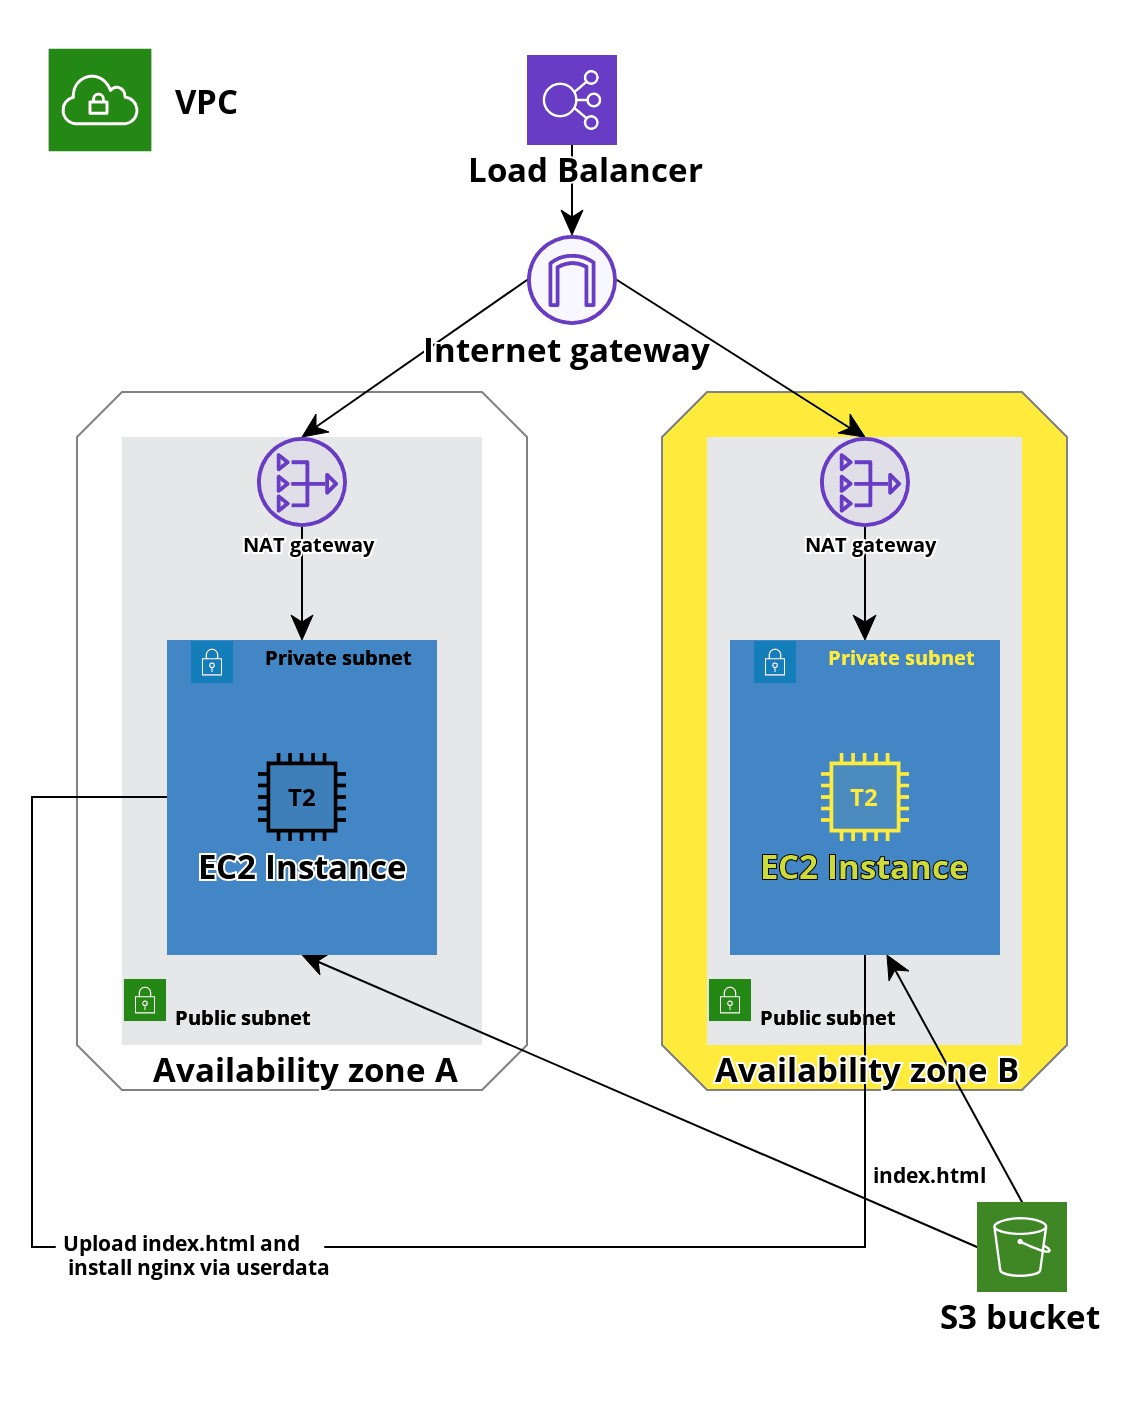 VPC
Load Balancer
Internet gateway
NAT gateway
NAT gateway
Private subnet
Private subnet
T2
T2
EC2 Instance
EC2 Instance
Public subnet
Public subnet
Availability zone A
Availability zone B
index.html
Upload index.html and
install nginx via userdata
S3 bucket